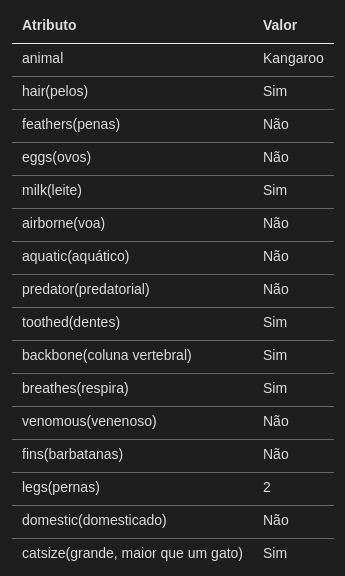 Atributo Valor
animal Kangaroo
hair(pelos) Sim
feathers(penas) Não
eggs(ovos) Não
milk(leite) Sim
airborne(voa) Não
aquatic(aquático) Não
predator(predatorial) Não
toothed(dentes) Sim
backbone(coluna vertebral) Sim
breathes(respira) Sim
venomous(venenoso) Não
fins(barbatanas) Não
legs(pernas) 2
domestic(domesticado) Não
catsize(grande, maior que um gato) Sim